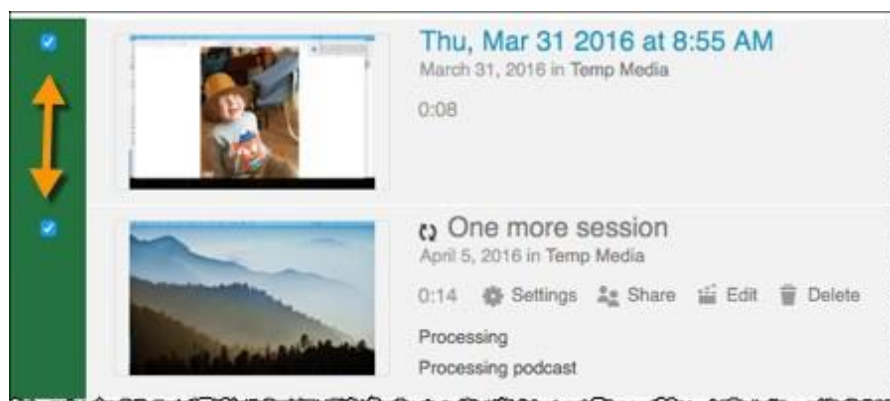 Thu, Mar 31 2016 at 8:55 AM
March 31, 2016 in Temp Media
0:08
One more session
April 5, 2016 in Temp Media
0:14 Settings Share Edit Delete
Processing
Processing podcast